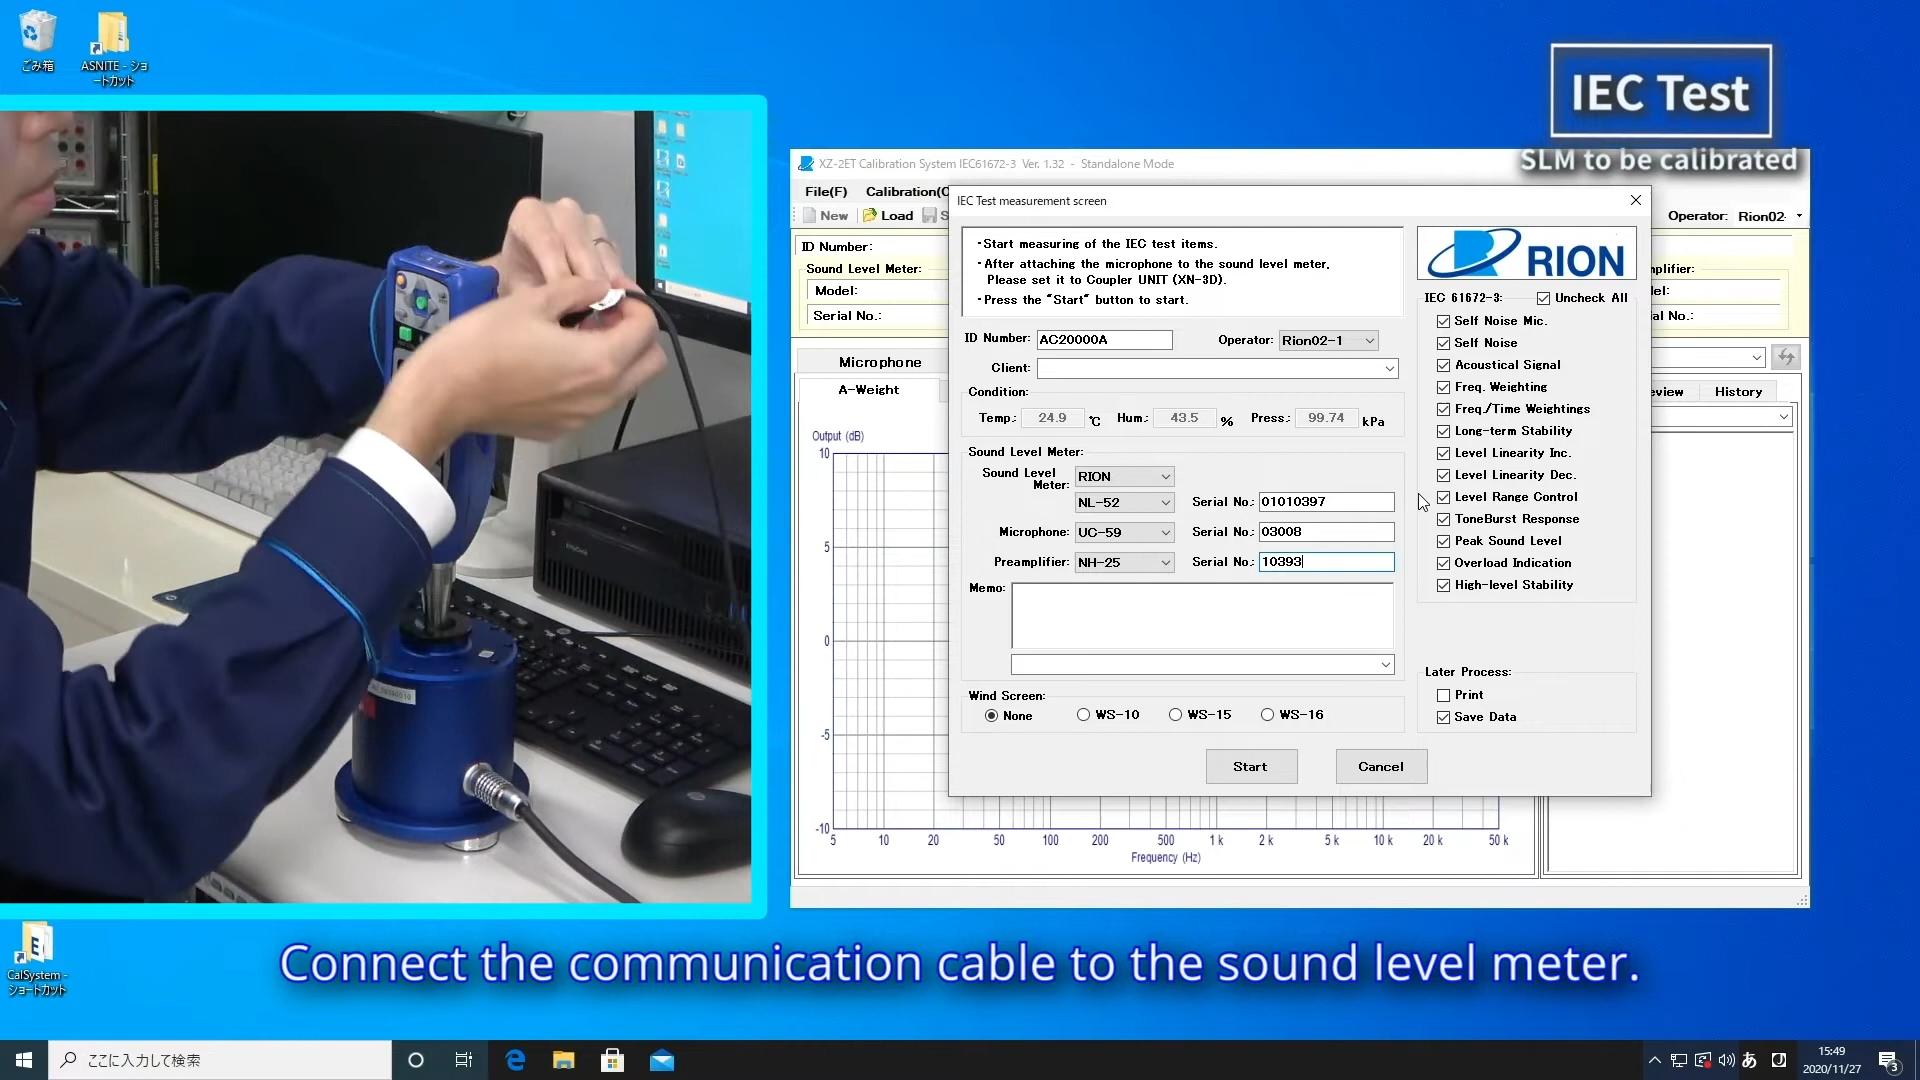 ごみ箱
ASNITE - ショ
ートカット
IEC Test
SLM to be calibrated
XZ-2ET Calibration System IEC61672-3 Ver. 1.32 - Standalone Mode
File(F) Calibration(C
New Load S
Operator: Rion02-
ID Number:
Sound Level Meter:
Model:
Serial No.:
Microphone
A-Weight
mplifier:
del:
al No.:
eview History
IEC Test measurement screen
・Start measuring of the IEC test items.
・After attaching the microphone to the sound level meter,
Please set it to Coupler UNIT (XN-3D).
・Press the "Start" button to start.
RION
ID Number: AC20000A Operator: Rion02-1
Client:
Condition:
Temp.: 24.9 ℃ Hum.: 43.5 % Press.: 99.74 kPa
Sound Level Meter:
Sound Level
Meter: RION
NL-52 Serial No.: 01010397
Microphone: UC-59 Serial No.: 03008
Preamplifier: NH-25 Serial No.: 10393
Memo:
Wind Screen:
None WS-10 WS-15 WS-16
IEC 61672-3: Uncheck All
Self Noise Mic.
Self Noise
Acoustical Signal
Freq. Weighting
Freq./Time Weightings
Long-term Stability
Level Linearity Inc.
Level Linearity Dec.
Level Range Control
ToneBurst Response
Peak Sound Level
Overload Indication
High-level Stability
Later Process:
Print
Save Data
Start Cancel
Output (dB)
10
5
0
-5
-10
5 10 20 50 100 200 500 1 k 2 k 5 k 10 k 20 k 50 k
Frequency (Hz)
CalSystem -
ショートカット
Connect the communication cable to the sound level meter.
ここに入力して検索
あ
15:49
2020/11/27
3